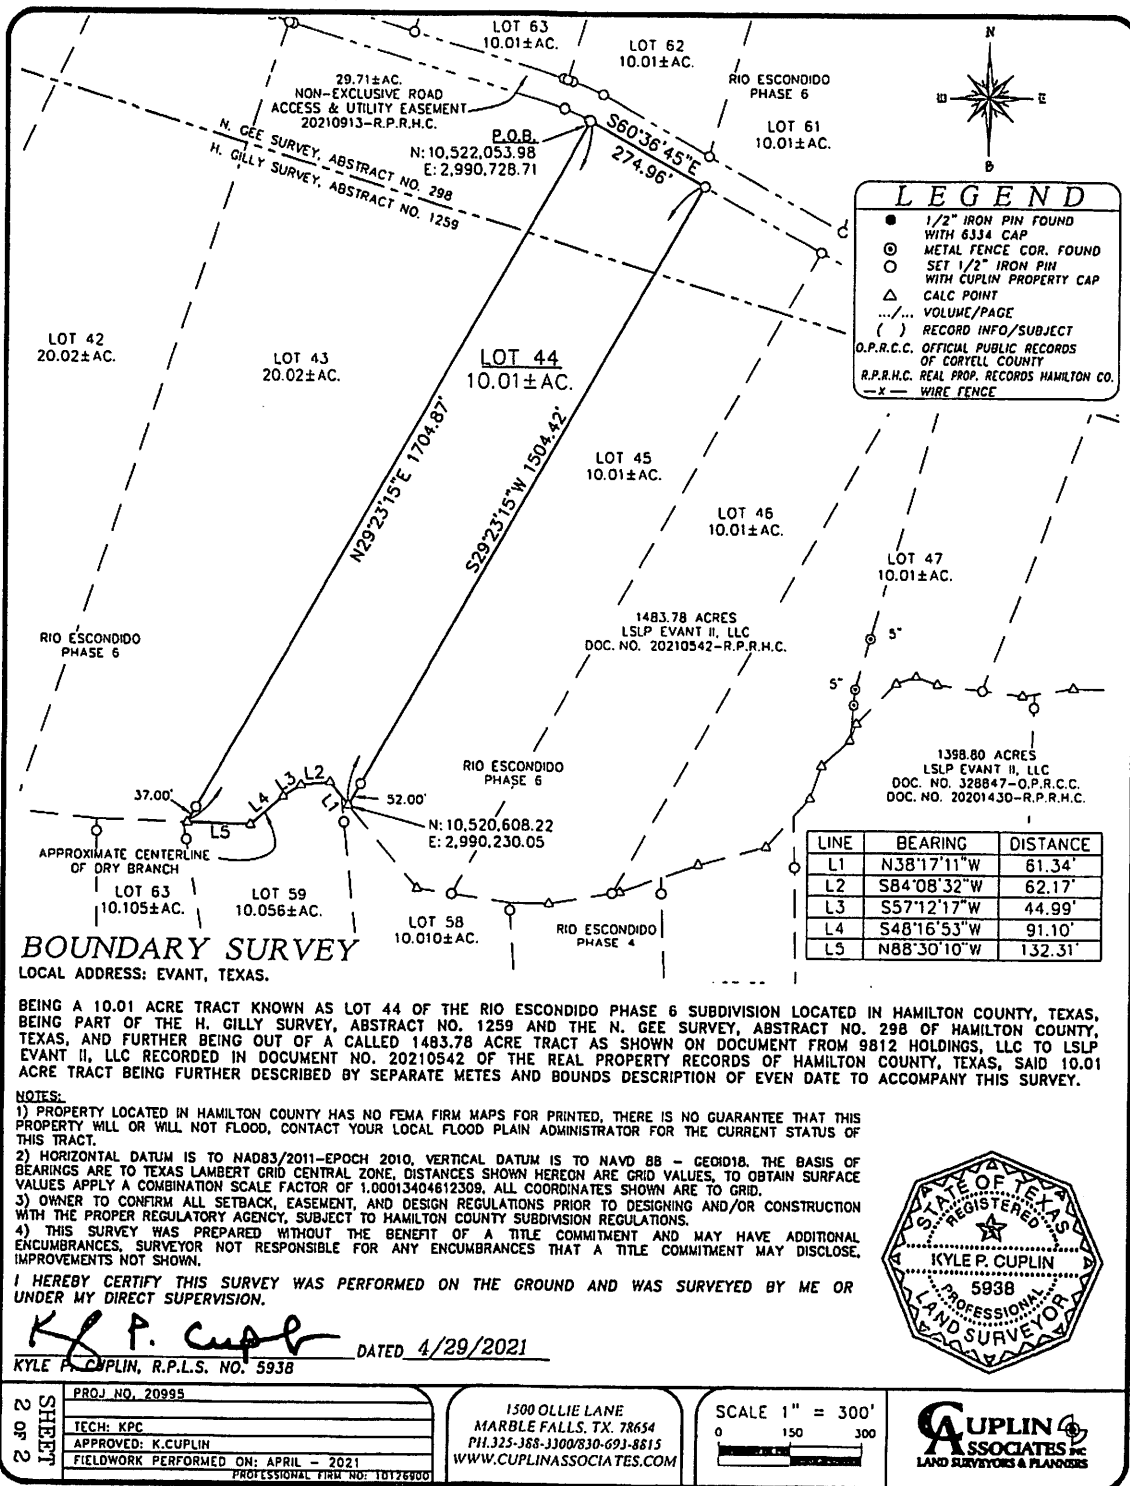 LOT 63
10.01±AC.
LOT 62
10.01±AC.
RIO ESCONDIDO
PHASE 6
LOT 61
10.01±AC.
N
E
29.71±AC.
NON-EXCLUSIVE ROAD
ACCESS & UTILITY EASEMENT
20210913-R.P.R.H.C.
P.O.B.
N: 10,522,053.98
E: 2,990,728.71
S60°36'45"E
274.96'
N. GEE SURVEY, ABSTRACT NO. 298
H. GILLY SURVEY, ABSTRACT NO. 1259
LEGEND
1/2" IRON PIN FOUND
WITH 6334 CAP
METAL FENCE COR. FOUND
SET 1/2" IRON PIN
WITH CUPLIN PROPERTY CAP
CALC POINT
.../... VOLUME/PAGE
( ) RECORD INFO/SUBJECT
O.P.R.C.C. OFFICIAL PUBLIC RECORDS
OF CORYELL COUNTY
R.P.R.H.C. REAL PROP. RECORDS HAMILTON CO.
—X— WIRE FENCE
LOT 42
20.02±AC.
LOT 43
20.02±AC.
LOT 44
10.01±AC.
N29°23'15"E 1704.87'
S29°23'15"W 1504.42'
LOT 45
10.01±AC.
LOT 46
10.01±AC.
LOT 47
10.01±AC.
RIO ESCONDIDO
PHASE 6
1483.78 ACRES
LSLP EVANT II, LLC
DOC. NO. 20210542-R.P.R.H.C.
5"
5"
RIO ESCONDIDO
PHASE 6
1398.80 ACRES
LSLP EVANT II, LLC
DOC. NO. 328847-O.P.R.C.C.
DOC. NO. 20201430-R.P.R.H.C.
37.00'
L5
L4
L3
L2
L1
52.00'
N: 10,520,608.22
E: 2,990,230.05
APPROXIMATE CENTERLINE
OF DRY BRANCH
LOT 63
10.105±AC.
LOT 59
10.056±AC.
LOT 58
10.010±AC.
RIO ESCONDIDO
PHASE 4
LINE BEARING DISTANCE
L1 N38°17'11"W 61.34'
L2 S84°08'32"W 62.17'
L3 S57°12'17"W 44.99'
L4 S48°16'53"W 91.10'
L5 N88°30'10"W 132.31'
BOUNDARY SURVEY
LOCAL ADDRESS: EVANT, TEXAS.
BEING A 10.01 ACRE TRACT KNOWN AS LOT 44 OF THE RIO ESCONDIDO PHASE 6 SUBDIVISION LOCATED IN HAMILTON COUNTY, TEXAS,
BEING PART OF THE H. GILLY SURVEY, ABSTRACT NO. 1259 AND THE N. GEE SURVEY, ABSTRACT NO. 298 OF HAMILTON COUNTY,
TEXAS, AND FURTHER BEING OUT OF A CALLED 1483.78 ACRE TRACT AS SHOWN ON DOCUMENT FROM 9812 HOLDINGS, LLC TO LSLP
EVANT II, LLC RECORDED IN DOCUMENT NO. 20210542 OF THE REAL PROPERTY RECORDS OF HAMILTON COUNTY, TEXAS, SAID 10.01
ACRE TRACT BEING FURTHER DESCRIBED BY SEPARATE METES AND BOUNDS DESCRIPTION OF EVEN DATE TO ACCOMPANY THIS SURVEY.
NOTES:
1) PROPERTY LOCATED IN HAMILTON COUNTY HAS NO FEMA FIRM MAPS FOR PRINTED, THERE IS NO GUARANTEE THAT THIS
PROPERTY WILL OR WILL NOT FLOOD, CONTACT YOUR LOCAL FLOOD PLAIN ADMINISTRATOR FOR THE CURRENT STATUS OF
THIS TRACT.
2) HORIZONTAL DATUM IS TO NAD83/2011-EPOCH 2010, VERTICAL DATUM IS TO NAVD 88 - GEOID18. THE BASIS OF
BEARINGS ARE TO TEXAS LAMBERT GRID CENTRAL ZONE, DISTANCES SHOWN HEREON ARE GRID VALUES, TO OBTAIN SURFACE
VALUES APPLY A COMBINATION SCALE FACTOR OF 1.00013404612309, ALL COORDINATES SHOWN ARE TO GRID.
3) OWNER TO CONFIRM ALL SETBACK, EASEMENT, AND DESIGN REGULATIONS PRIOR TO DESIGNING AND/OR CONSTRUCTION
WITH THE PROPER REGULATORY AGENCY, SUBJECT TO HAMILTON COUNTY SUBDIVISION REGULATIONS.
4) THIS SURVEY WAS PREPARED WITHOUT THE BENEFIT OF A TITLE COMMITMENT AND MAY HAVE ADDITIONAL
ENCUMBRANCES, SURVEYOR NOT RESPONSIBLE FOR ANY ENCUMBRANCES THAT A TITLE COMMITMENT MAY DISCLOSE,
IMPROVEMENTS NOT SHOWN.
I HEREBY CERTIFY THIS SURVEY WAS PERFORMED ON THE GROUND AND WAS SURVEYED BY ME OR
UNDER MY DIRECT SUPERVISION.
DATED 4/29/2021
KYLE P. CUPLIN, R.P.L.S. NO. 5938
STATE OF TEXAS
REGISTERED
KYLE P. CUPLIN
5938
PROFESSIONAL
LAND SURVEYOR
SHEET
2 OF 2
PROJ NO. 20995
TECH: KPC
APPROVED: K.CUPLIN
FIELDWORK PERFORMED ON: APRIL - 2021
PROFESSIONAL FIRM NO: 10126900
1500 OLLIE LANE
MARBLE FALLS, TX. 78654
PH.325-388-3300/830-693-8815
WWW.CUPLINASSOCIATES.COM
SCALE 1" = 300'
0 150 300
CUPLIN
ASSOCIATES INC
LAND SURVEYORS & PLANNERS